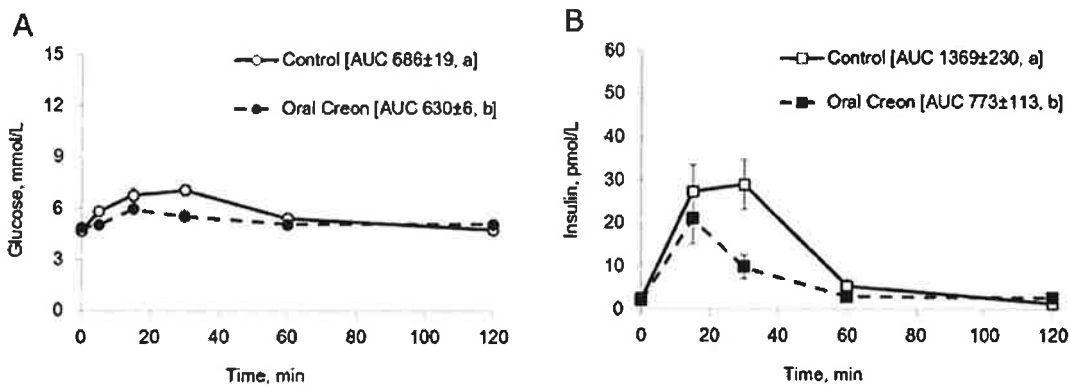 A
Glucose, mmol/L
15
12
9
6
3
0
Control [AUC 686±19, a]
Oral Creon [AUC 630±6, b]
0 20 40 60 80 100 120
Time, min
B
Insulin, pmol/L
60
50
40
30
20
10
0
Control [AUC 1369±230, a]
Oral Creon [AUC 773±113, b]
0 20 40 60 80 100 120
Time, min